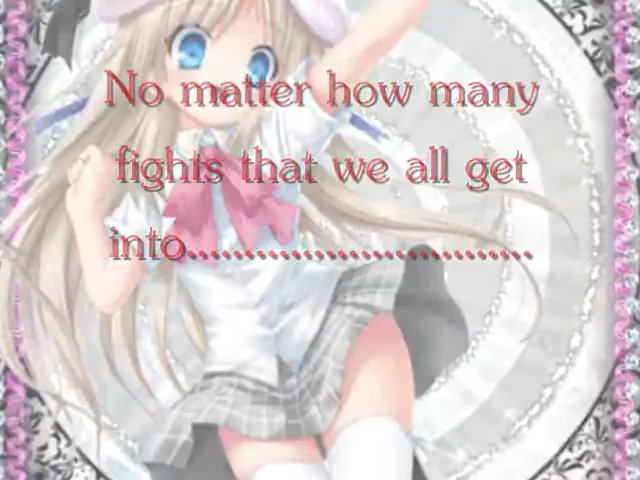 No matter how many
fights that we all get
into.............................